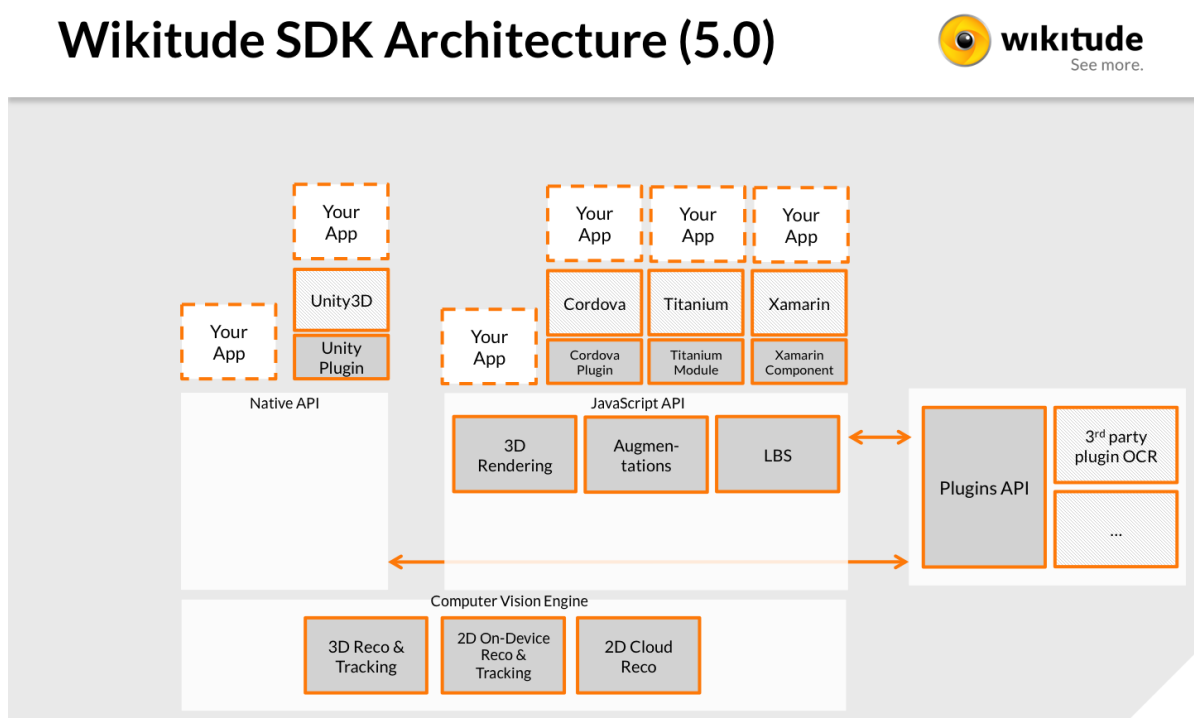 Wikitude SDK Architecture (5.0)
wikitude
See more.
Your
App
Unity3D
Unity
Plugin
Your
App
Your
App
Your
App
Your
App
Cordova
Titanium
Xamarin
Cordova
Plugin
Titanium
Module
Xamarin
Component
Your
App
Native API
JavaScript API
3D
Rendering
Augmen-
tations
LBS
Plugins API
3rd party
plugin OCR
...
Computer Vision Engine
3D Reco &
Tracking
2D On-Device
Reco &
Tracking
2D Cloud
Reco